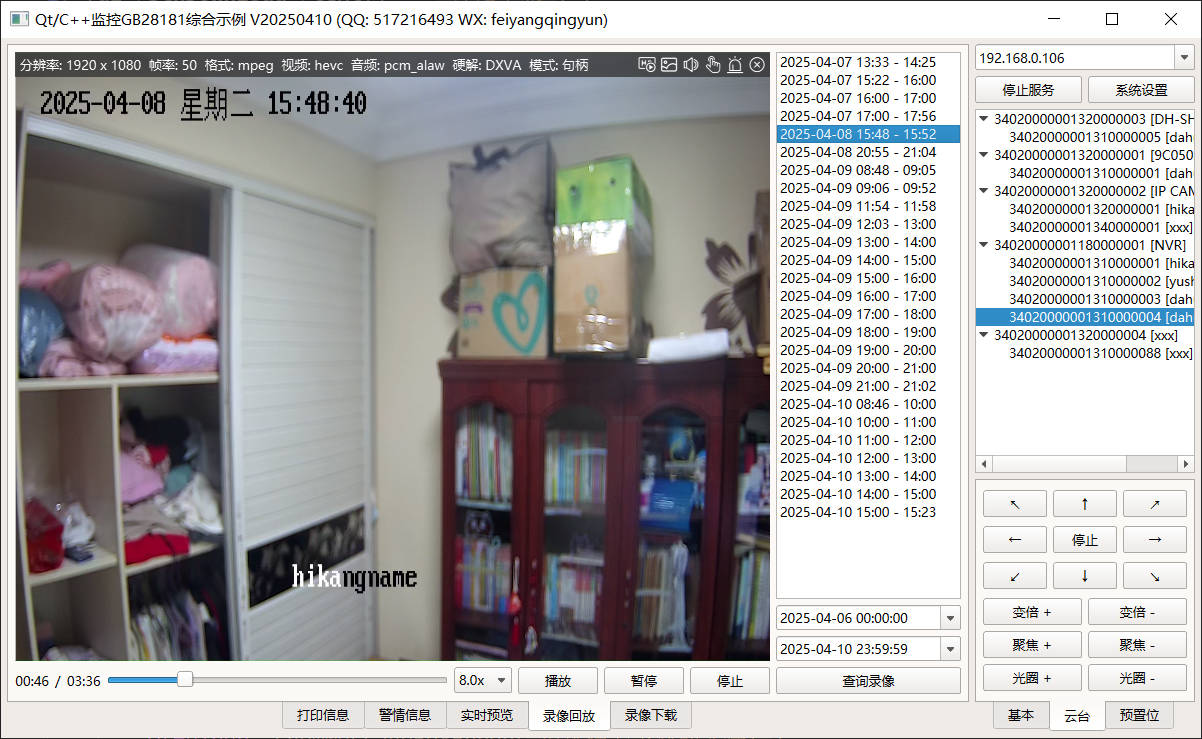 Qt/C++监控GB28181综合示例 V20250410 (QQ: 517216493 WX: feiyangqingyun)
分辨率: 1920 x 1080 帧率: 50 格式: mpeg 视频: hevc 音频: pcm_alaw 硬解: DXVA 模式: 句柄
2025-04-08 星期二 15:48:40
hikangname
00:46 / 03:36
8.0x
播放
暂停
停止
打印信息
警情信息
实时预览
录像回放
录像下载
2025-04-07 13:33 - 14:25
2025-04-07 15:22 - 16:00
2025-04-07 16:00 - 17:00
2025-04-07 17:00 - 17:56
2025-04-08 15:48 - 15:52
2025-04-08 20:55 - 21:04
2025-04-09 08:48 - 09:05
2025-04-09 09:06 - 09:52
2025-04-09 11:54 - 11:58
2025-04-09 12:03 - 13:00
2025-04-09 13:00 - 14:00
2025-04-09 14:00 - 15:00
2025-04-09 15:00 - 16:00
2025-04-09 16:00 - 17:00
2025-04-09 17:00 - 18:00
2025-04-09 18:00 - 19:00
2025-04-09 19:00 - 20:00
2025-04-09 20:00 - 21:00
2025-04-09 21:00 - 21:02
2025-04-10 08:46 - 10:00
2025-04-10 10:00 - 11:00
2025-04-10 11:00 - 12:00
2025-04-10 12:00 - 13:00
2025-04-10 13:00 - 14:00
2025-04-10 14:00 - 15:00
2025-04-10 15:00 - 15:23
2025-04-06 00:00:00
2025-04-10 23:59:59
查询录像
192.168.0.106
停止服务
系统设置
34020000001320000003 [DH-SH
34020000001310000005 [dah
34020000001320000001 [9C050
34020000001310000001 [dah
34020000001320000002 [IP CAM
34020000001320000001 [hika
34020000001340000001 [xxx]
34020000001180000001 [NVR]
34020000001310000001 [hika
34020000001310000002 [yush
34020000001310000003 [dah
34020000001310000004 [dah
34020000001320000004 [xxx]
34020000001310000088 [xxx]
↖ ↑ ↗
← 停止 →
↙ ↓ ↘
变倍 + 变倍 -
聚焦 + 聚焦 -
光圈 + 光圈 -
基本
云台
预置位